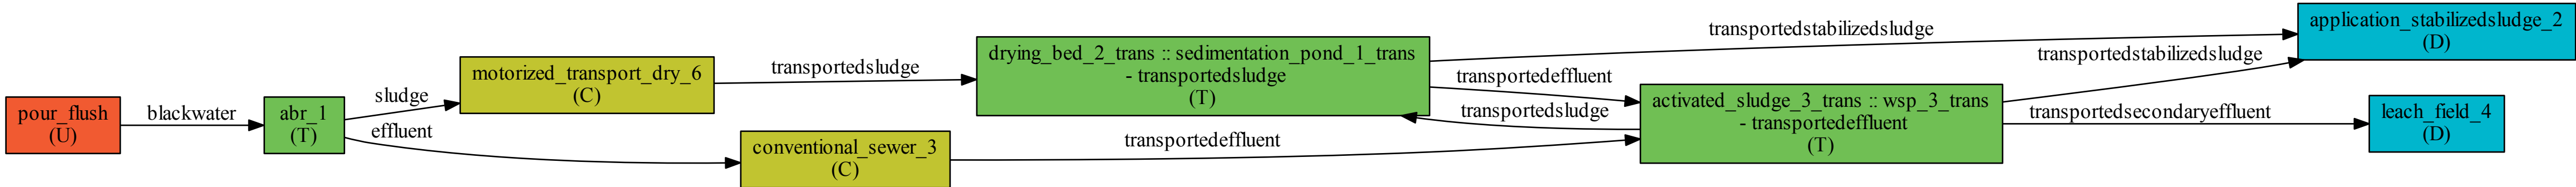 pour_flush
(U)
blackwater
abr_1
(T)
sludge
effluent
motorized_transport_dry_6
(C)
conventional_sewer_3
(C)
transportedsludge
transportedeffluent
drying_bed_2_trans :: sedimentation_pond_1_trans
- transportedsludge
(T)
transportedstabilizedsludge
transportedeffluent
transportedsludge
activated_sludge_3_trans :: wsp_3_trans
- transportedeffluent
(T)
transportedstabilizedsludge
transportedsecondaryeffluent
application_stabilizedsludge_2
(D)
leach_field_4
(D)